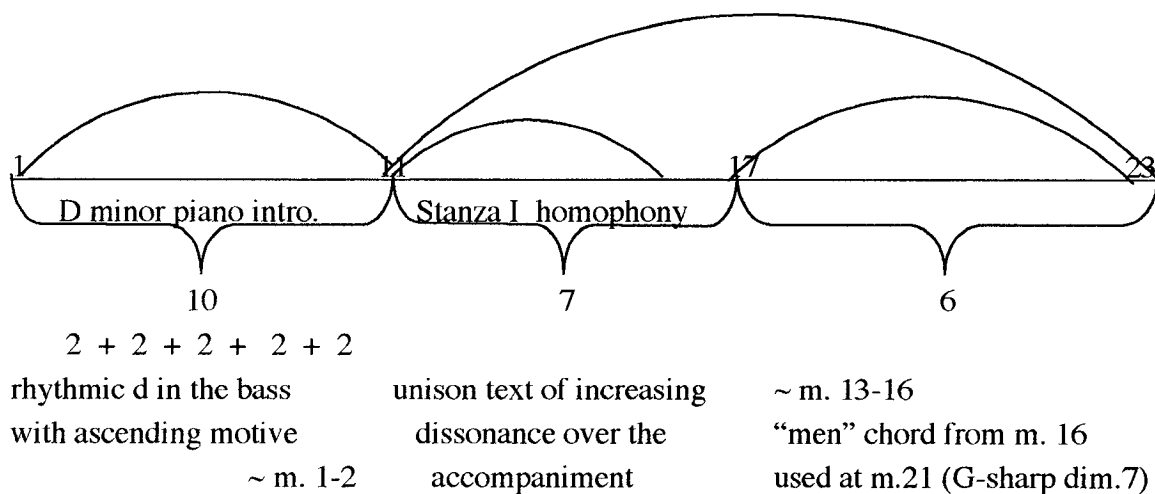 1 11 17 23
D minor piano intro. Stanza I homophony
10 7 6
2 + 2 + 2 + 2 + 2
rhythmic d in the bass unison text of increasing ~ m. 13-16
with ascending motive dissonance over the “men” chord from m. 16
~ m. 1-2 accompaniment used at m.21 (G-sharp dim.7)